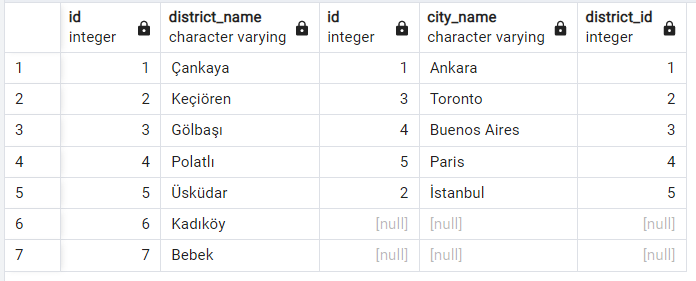 id district_name id city_name district_id
integer character varying integer character varying integer
1 1 Çankaya 1 Ankara 1
2 2 Keçiören 3 Toronto 2
3 3 Gölbaşı 4 Buenos Aires 3
4 4 Polatlı 5 Paris 4
5 5 Üsküdar 2 İstanbul 5
6 6 Kadıköy [null] [null] [null]
7 7 Bebek [null] [null] [null]